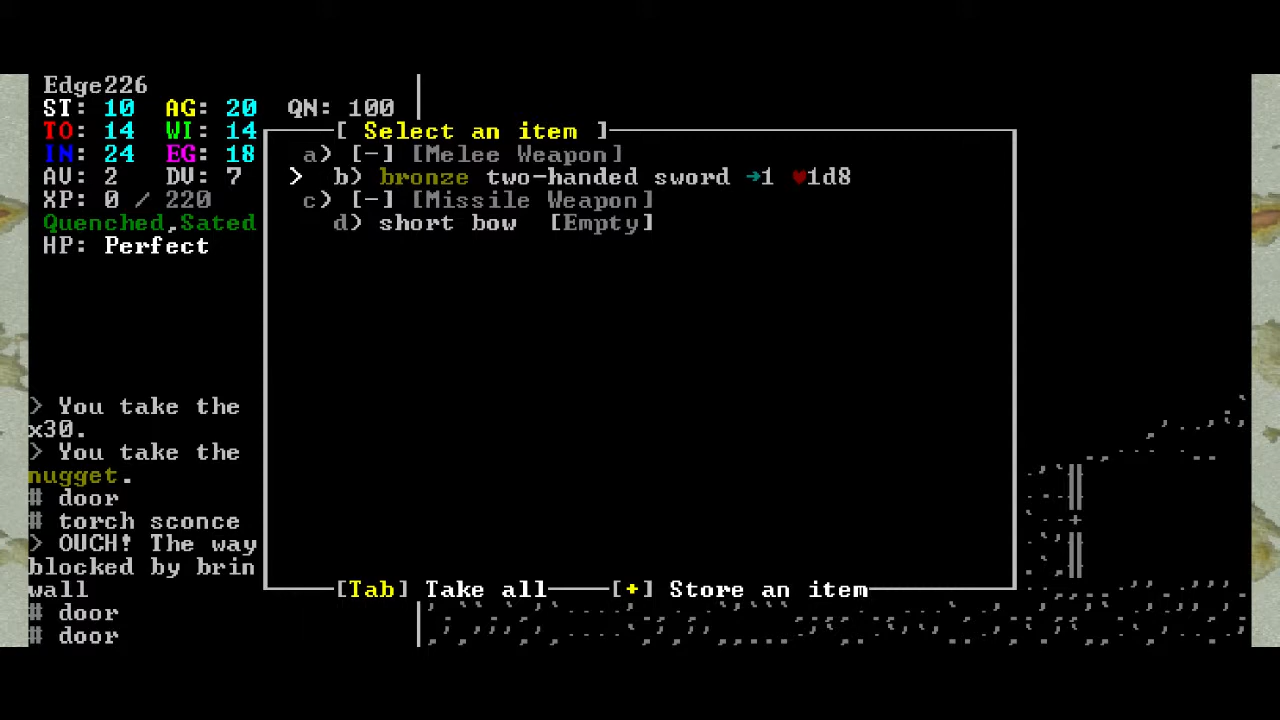 Edge226
ST: 10 AG: 20 QN: 100
TO: 14 WI: 14
IN: 24 EG: 18
AV: 2 DV: 7
XP: 0 / 220
Quenched,Sated
HP: Perfect
[ Select an item ]
a) [-] [Melee Weapon]
> b) bronze two-handed sword →1 ♥1d8
c) [-] [Missile Weapon]
d) short bow [Empty]
[Tab] Take all [+] Store an item
> You take the
x30.
> You take the
nugget.
# door
# torch sconce
> OUCH! The way
blocked by brin
wall
# door
# door